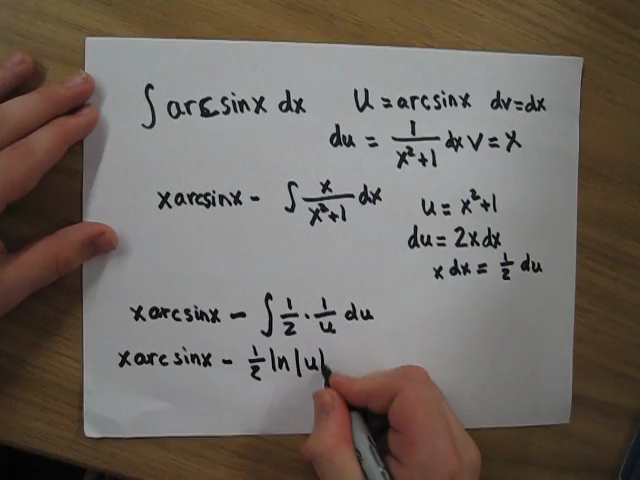 ∫ arcsinx dx   u = arcsinx   dv = dx
du = 1/(x²+1) dx   v = x
xarcsinx - ∫ x/(x²+1) dx   u = x²+1
du = 2x dx
x dx = 1/2 du
xarcsinx - ∫ 1/2 · 1/u du
xarcsinx - 1/2 ln|u|